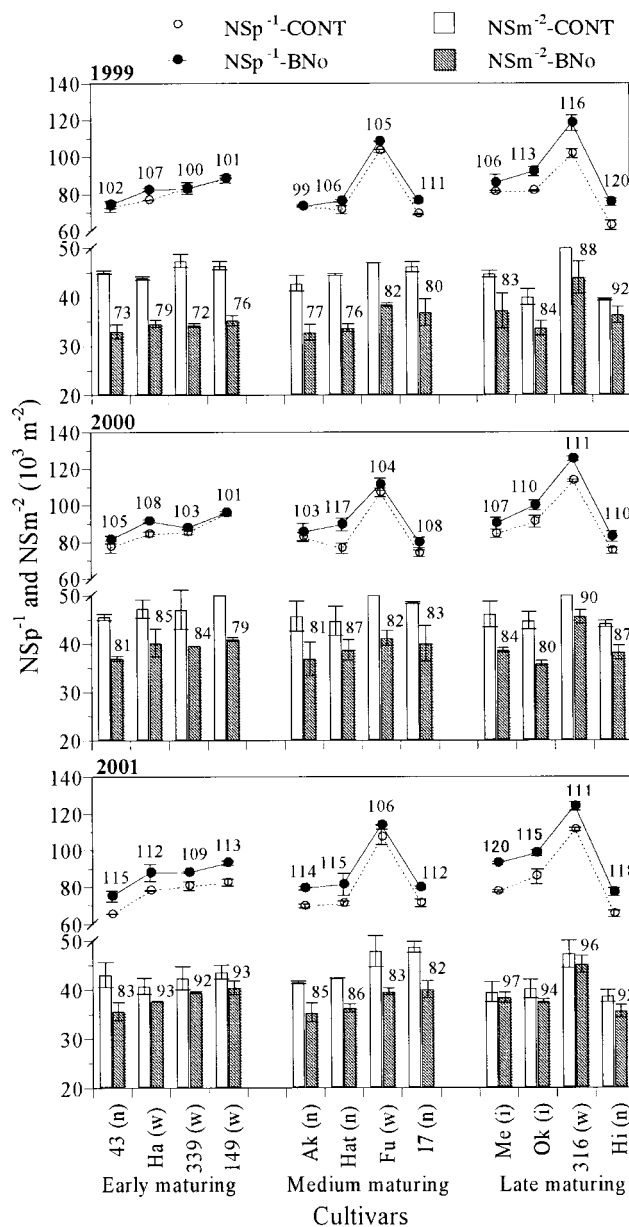 NSp⁻¹-CONT NSm⁻²-CONT
NSp⁻¹-BNo NSm⁻²-BNo
NSp⁻¹ and NSm⁻² (10³ m⁻²)
1999
140
120
100
80
60
50
40
30
20
102 107 100 101 99 106 105 111 106 113 116 120
73 79 72 76 77 76 82 80 83 84 88 92
2000
140
120
100
80
60
50
40
30
20
105 108 103 101 103 117 104 108 107 110 111 110
81 85 84 79 81 87 82 83 84 80 90 87
2001
140
120
100
80
60
50
40
30
20
115 112 109 113 114 115 106 112 120 115 111 118
83 93 92 93 85 86 83 82 97 94 96 92
43 (n) Ha (w) 339 (w) 149 (w) Ak (n) Hat (n) Fu (w) 17 (n) Me (i) Ok (i) 316 (w) Hi (n)
Early maturing Medium maturing Late maturing
Cultivars